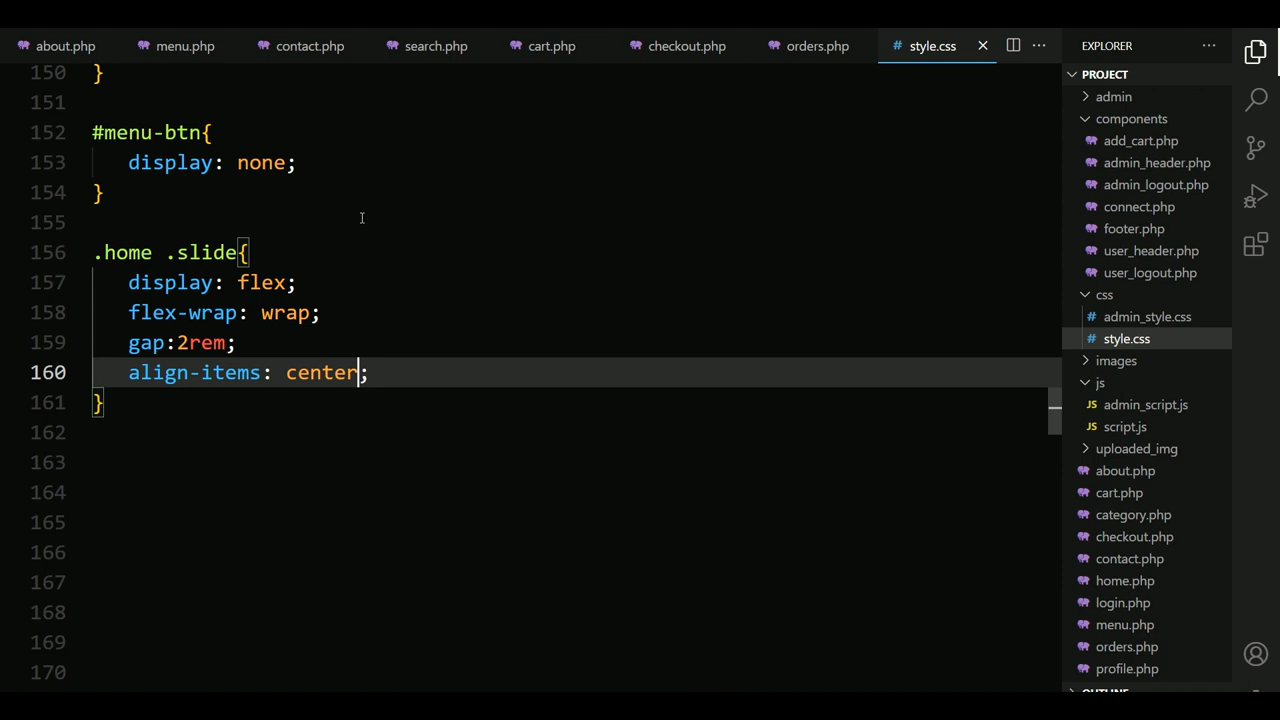 about.php menu.php contact.php search.php cart.php checkout.php orders.php # style.css
EXPLORER
150 }
151
152 #menu-btn{
153 display: none;
154 }
155
156 .home .slide{
157 display: flex;
158 flex-wrap: wrap;
159 gap:2rem;
160 align-items: center;
161 }
162
163
164
165
166
167
168
169
170
PROJECT
admin
components
add_cart.php
admin_header.php
admin_logout.php
connect.php
footer.php
user_header.php
user_logout.php
css
# admin_style.css
# style.css
images
js
JS admin_script.js
JS script.js
uploaded_img
about.php
cart.php
category.php
checkout.php
contact.php
home.php
login.php
menu.php
orders.php
profile.php
OUTLINE